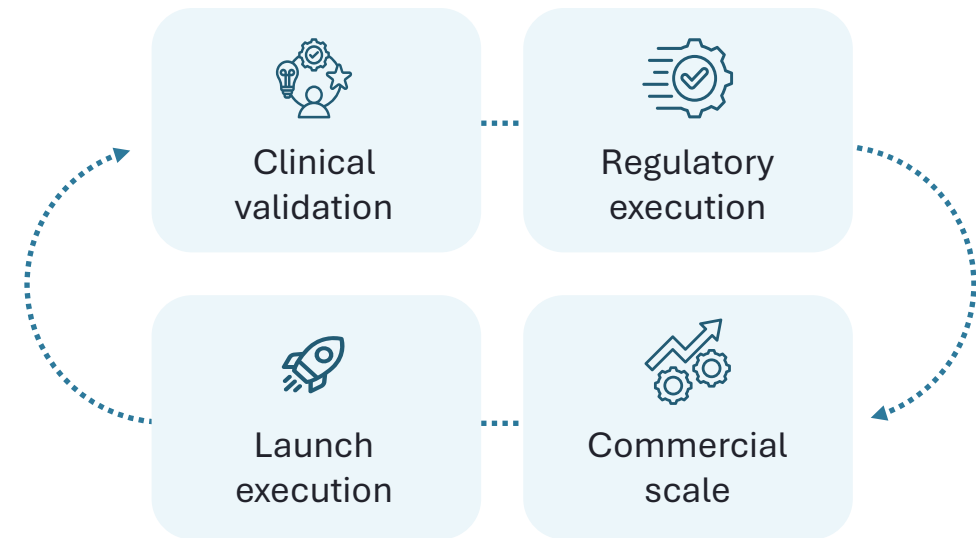 Clinical
validation
Regulatory
execution
Launch
execution
Commercial
scale